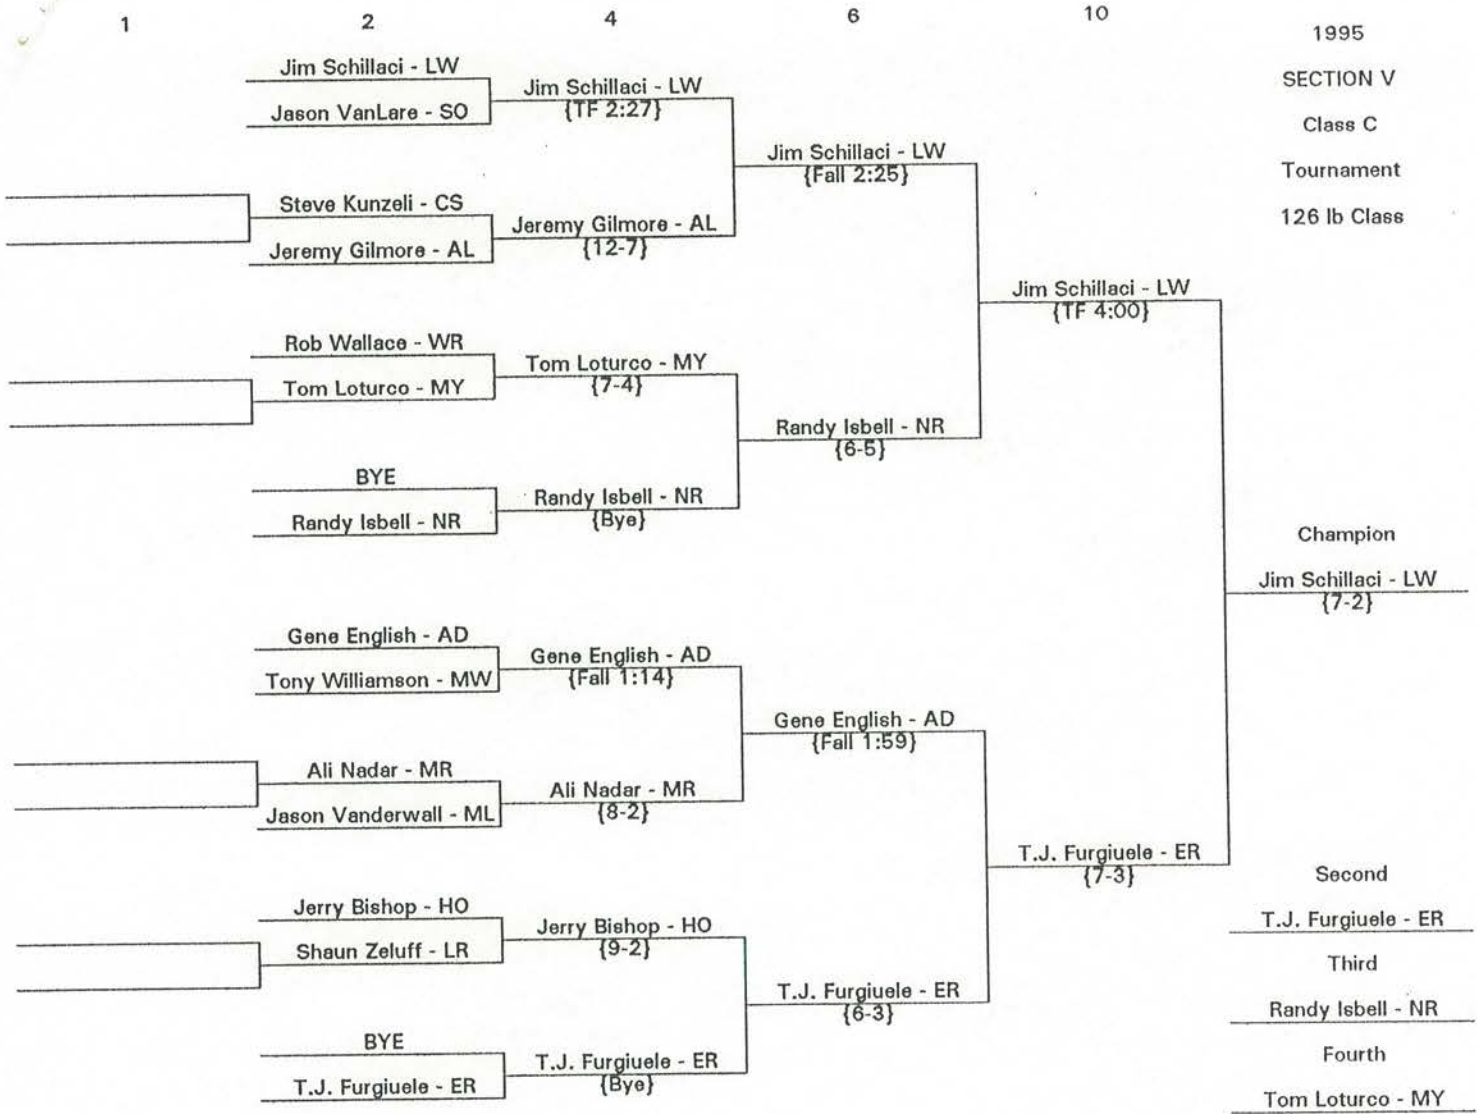 1
2
4
6
10
1995
SECTION V
Class C
Tournament
126 lb Class
Jim Schillaci - LW
Jason VanLare - SO
Steve Kunzeli - CS
Jeremy Gilmore - AL
Rob Wallace - WR
Tom Loturco - MY
BYE
Randy Isbell - NR
Gene English - AD
Tony Williamson - MW
Ali Nadar - MR
Jason Vanderwall - ML
Jerry Bishop - HO
Shaun Zeluff - LR
BYE
T.J. Furgiuele - ER
Jim Schillaci - LW
{TF 2:27}
Jeremy Gilmore - AL
{12-7}
Tom Loturco - MY
{7-4}
Randy Isbell - NR
{Bye}
Gene English - AD
{Fall 1:14}
Ali Nadar - MR
{8-2}
Jerry Bishop - HO
{9-2}
T.J. Furgiuele - ER
{Bye}
Jim Schillaci - LW
{Fall 2:25}
Randy Isbell - NR
{6-5}
Gene English - AD
{Fall 1:59}
T.J. Furgiuele - ER
{6-3}
Jim Schillaci - LW
{TF 4:00}
T.J. Furgiuele - ER
{7-3}
Champion
Jim Schillaci - LW
{7-2}
Second
T.J. Furgiuele - ER
Third
Randy Isbell - NR
Fourth
Tom Loturco - MY